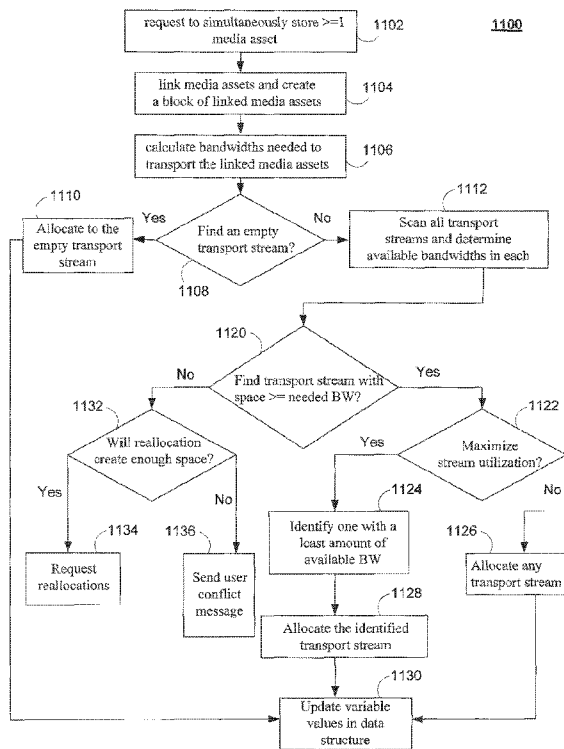 request to simultaneously store >=1
media asset
1102
1100
link media assets and create
a block of linked media assets
1104
calculate bandwidths needed to
transport the linked media assets
1106
1110
Allocate to the
empty transport
stream
Yes
Find an empty
transport stream?
1108
No
1112
Scan all transport
streams and determine
available bandwidths in each
1120
Find transport stream with
space >= needed BW?
No
Yes
1132
Will reallocation
create enough space?
Yes
No
1122
Maximize
stream utilization?
Yes
No
1134
Request
reallocations
1136
Send user
conflict
message
1124
Identify one with a
least amount of
available BW
1126
Allocate any
transport stream
1128
Allocate the identified
transport stream
1130
Update variable
values in data
structure